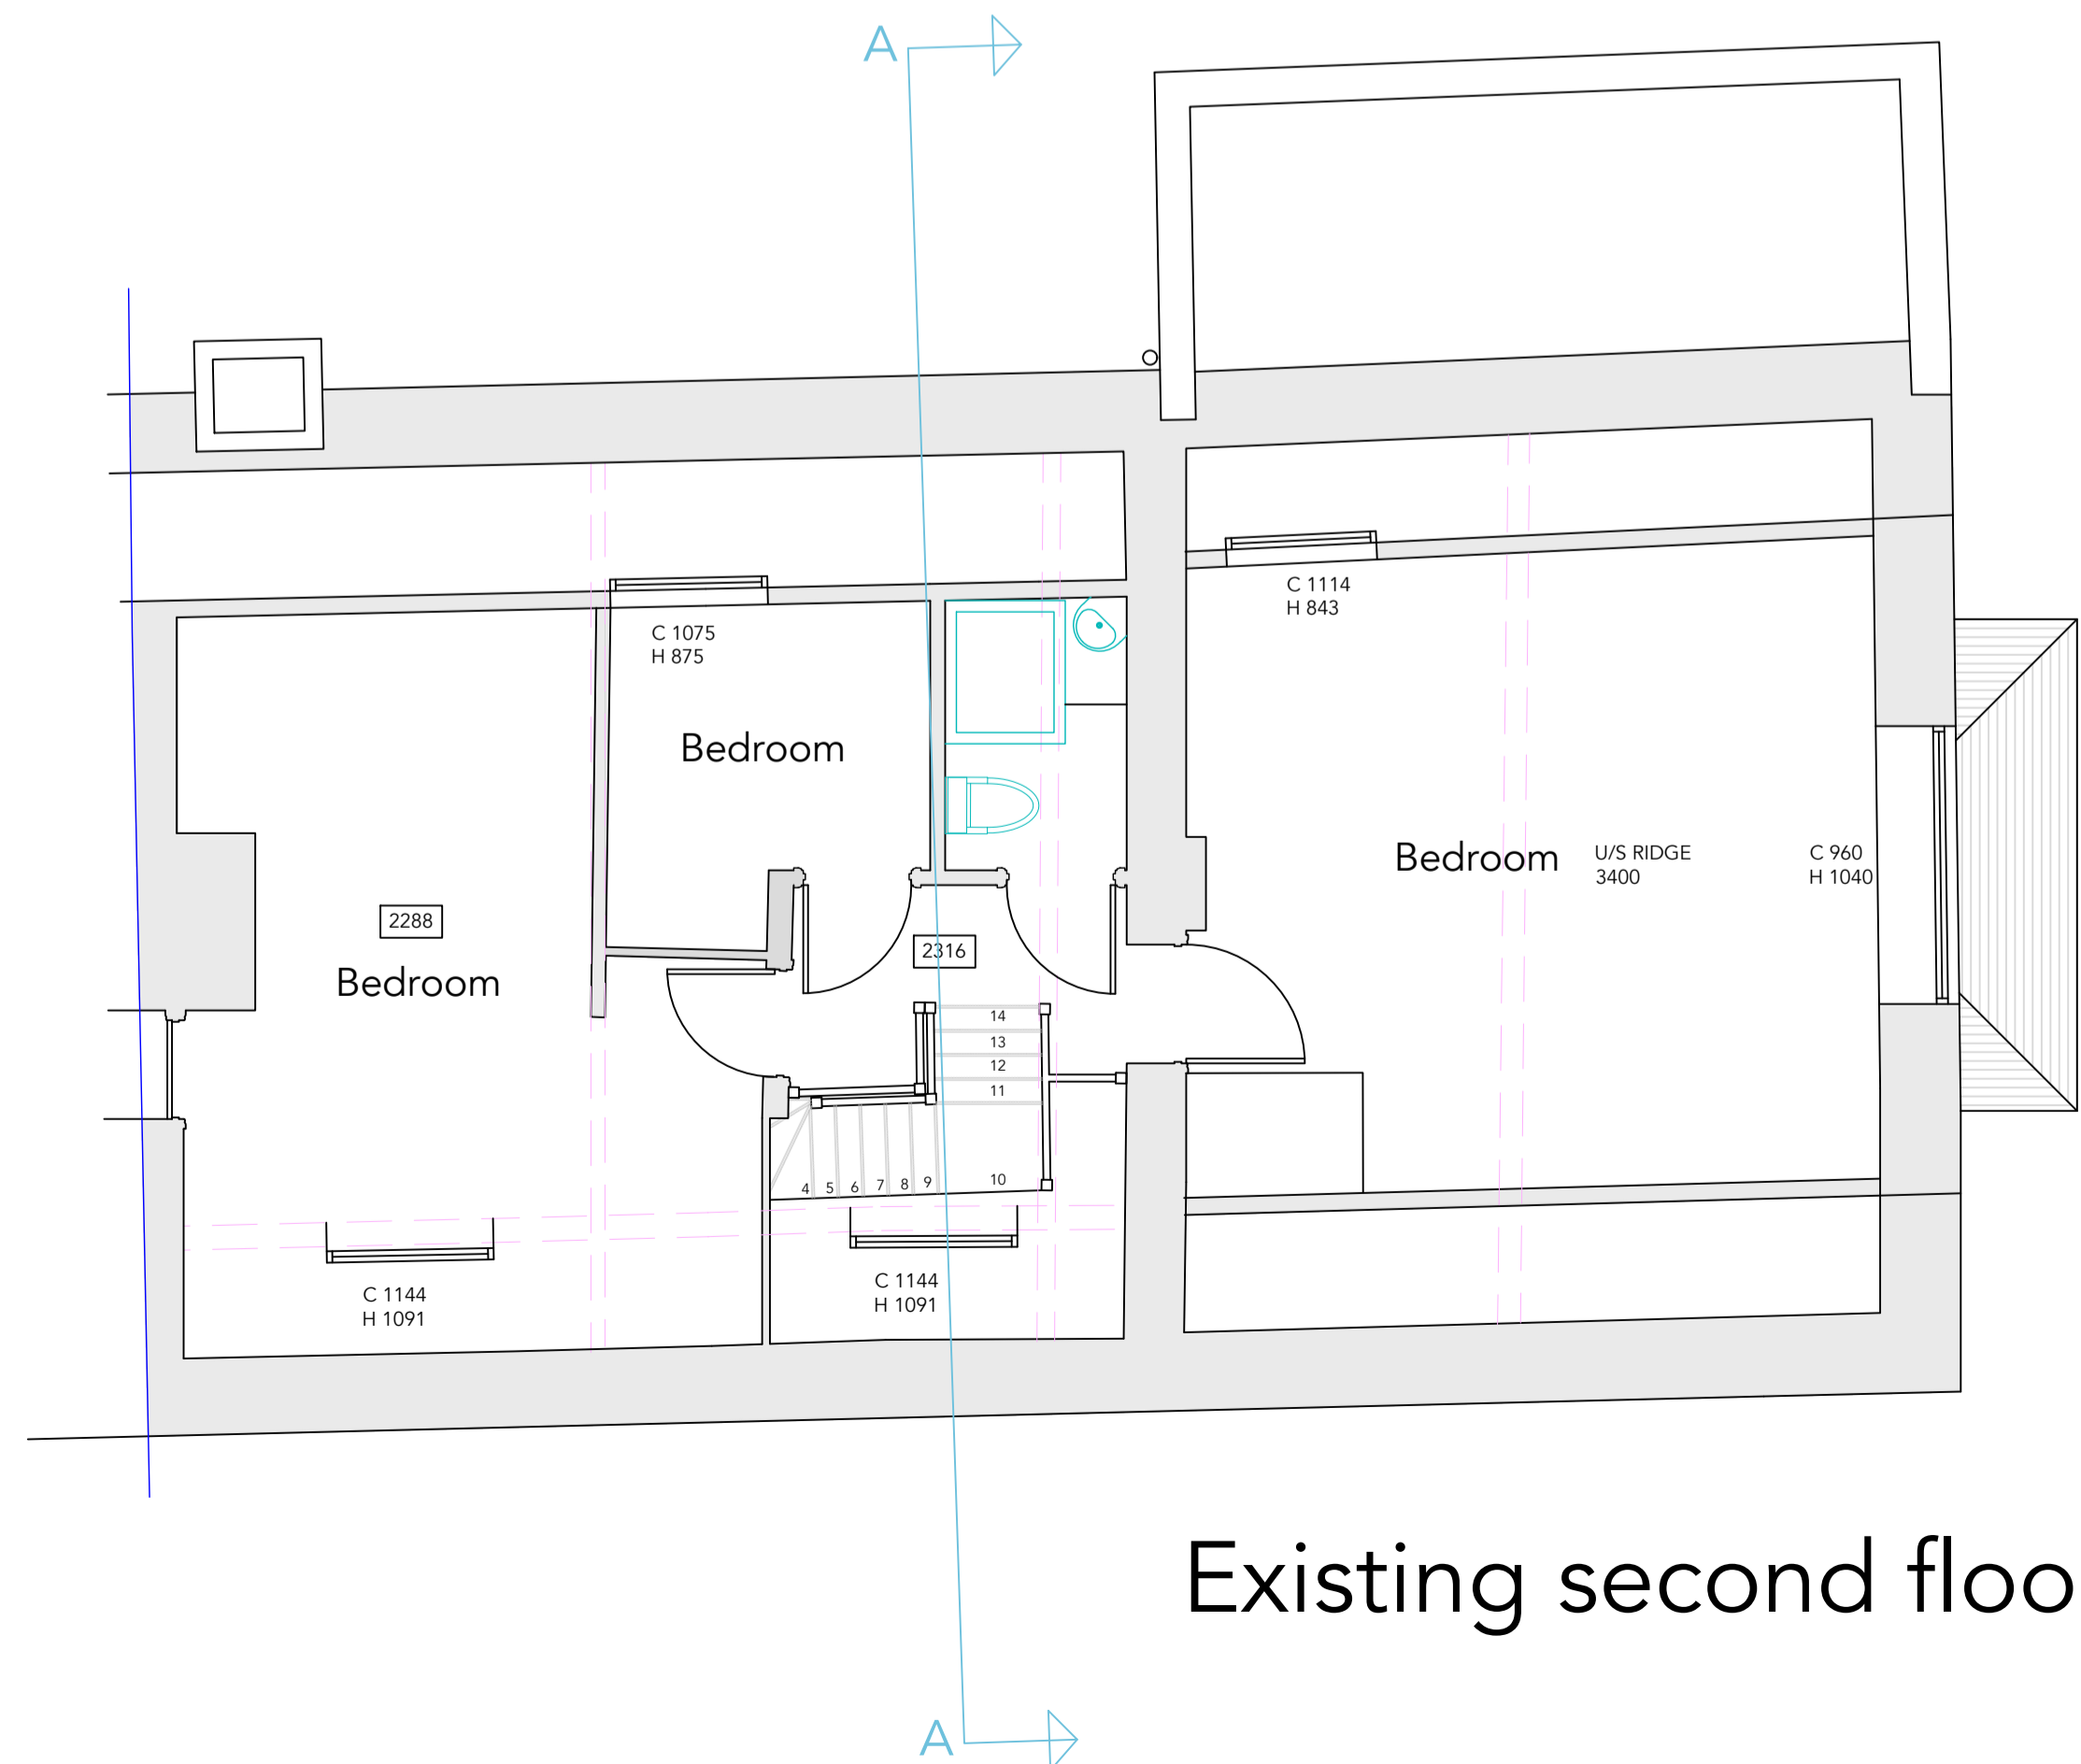 A
C 1114
H 843
C 1075
H 875
Bedroom
Bedroom
U/S RIDGE
3400
C 960
H 1040
2288
2316
Bedroom
14
13
12
11
10
4 5 6 7 8 9
C 1144
H 1091
C 1144
H 1091
Existing second floo
A